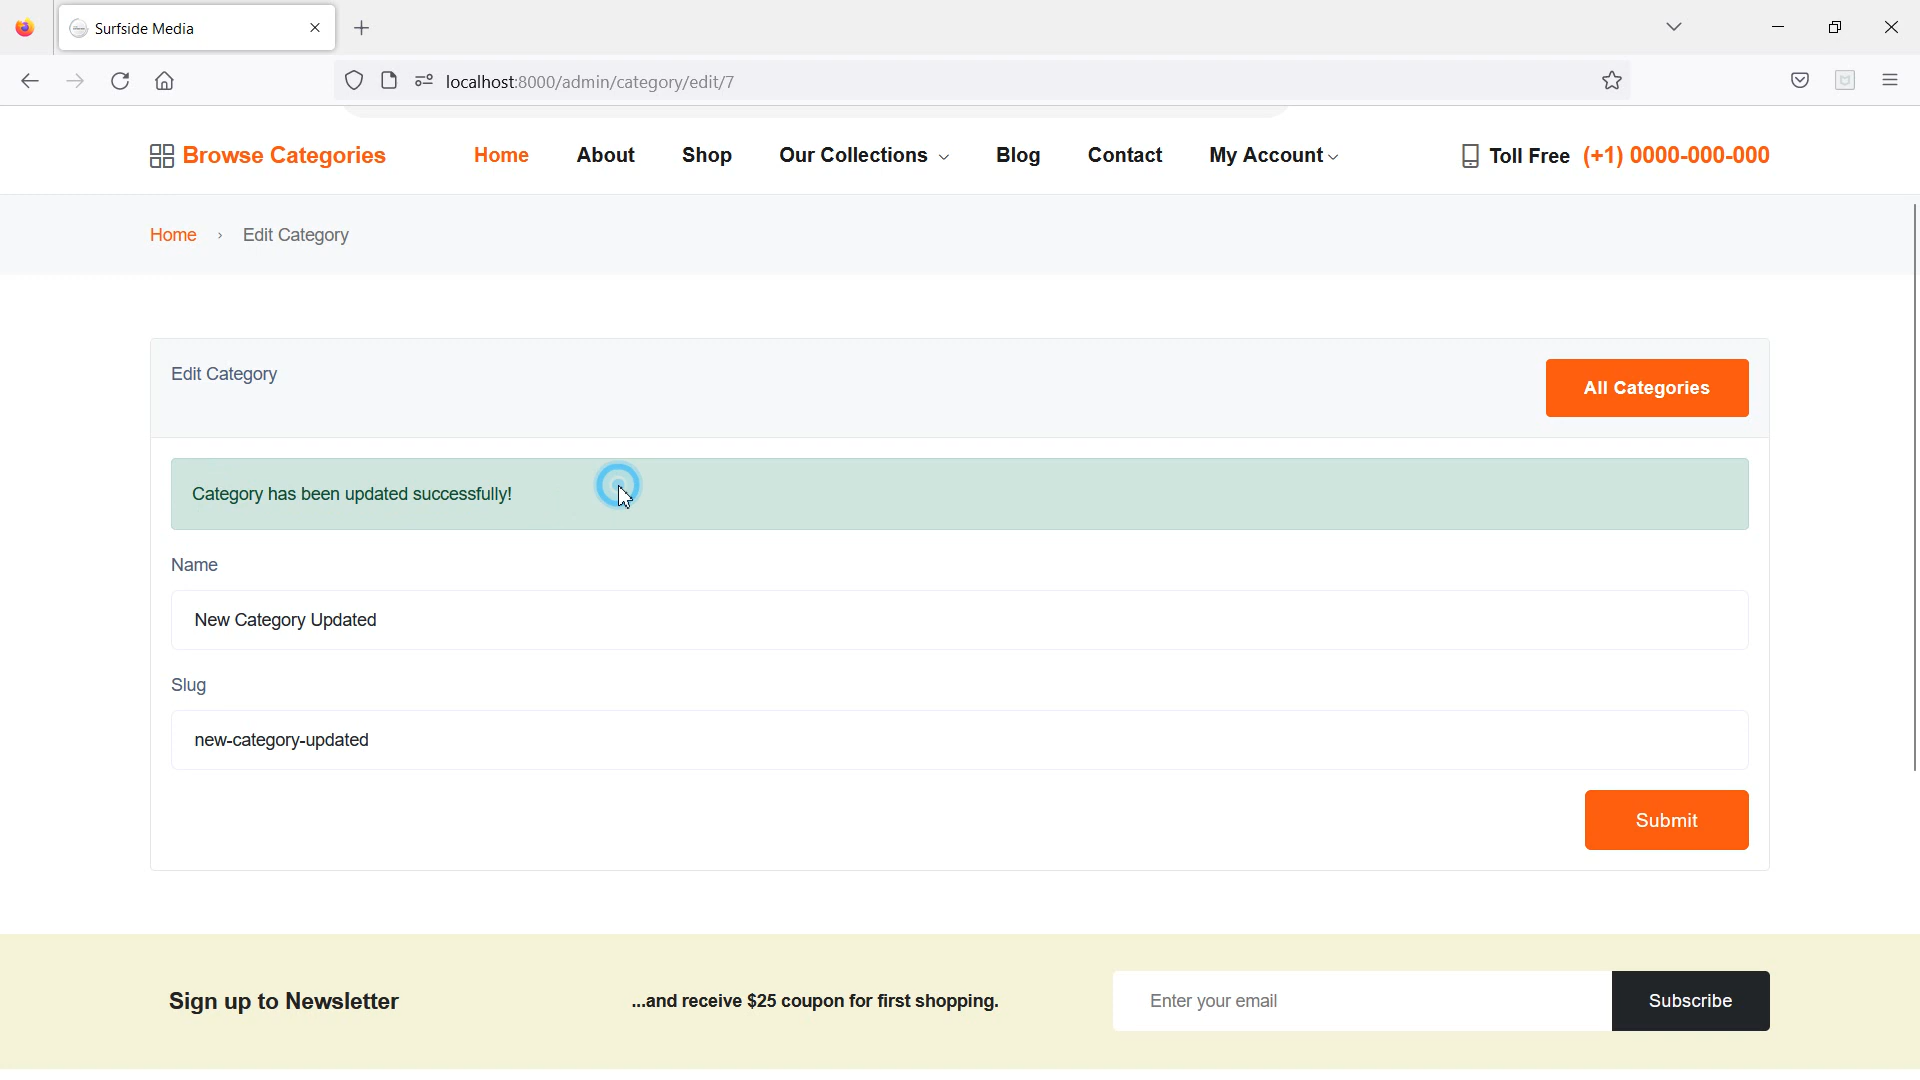 Surfside Media
localhost:8000/admin/category/edit/7
Browse Categories Home About Shop Our Collections Blog Contact My Account Toll Free (+1) 0000-000-000
Home › Edit Category
Edit Category
All Categories
Category has been updated successfully!
Name
New Category Updated
Slug
new-category-updated
Submit
Sign up to Newsletter ...and receive $25 coupon for first shopping. Enter your email Subscribe